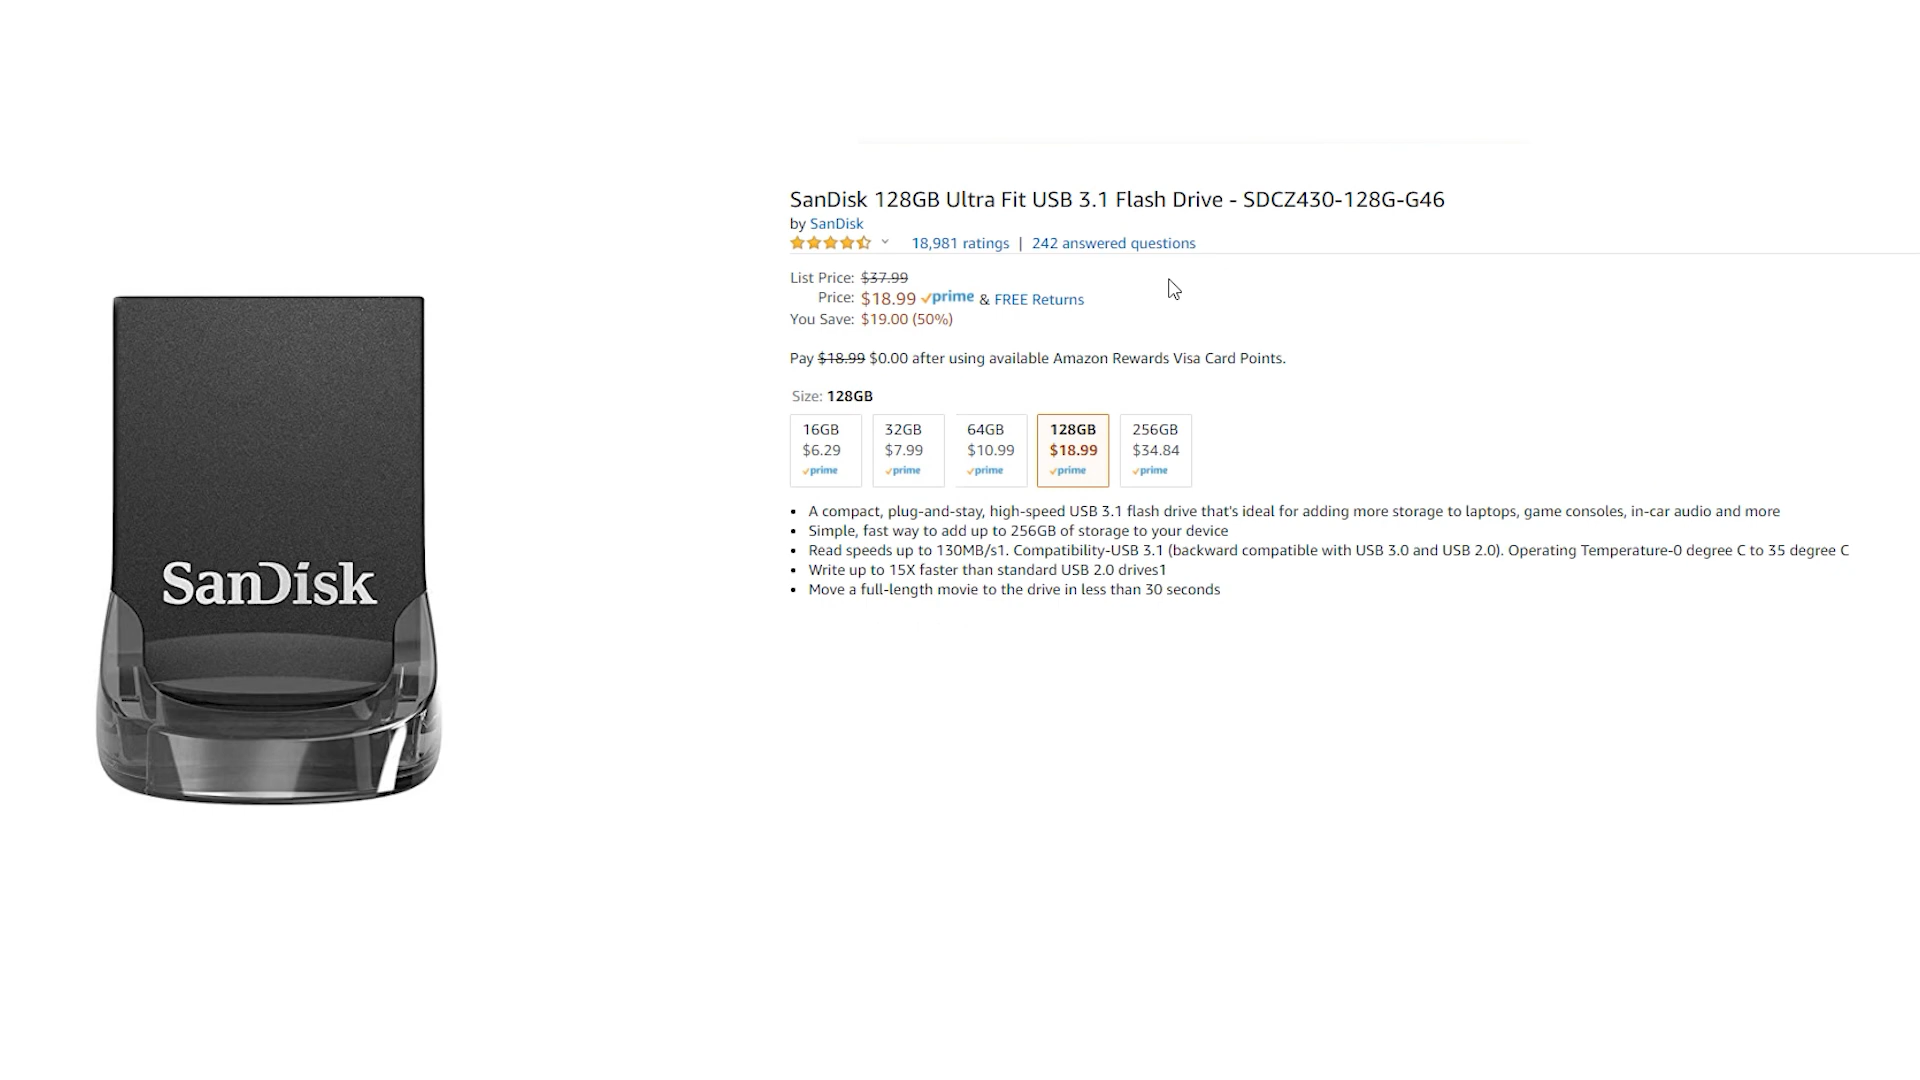 SanDisk
SanDisk 128GB Ultra Fit USB 3.1 Flash Drive - SDCZ430-128G-G46
by SanDisk
18,981 ratings | 242 answered questions
List Price: $37.99
Price: $18.99 prime & FREE Returns
You Save: $19.00 (50%)
Pay $18.99 $0.00 after using available Amazon Rewards Visa Card Points.
Size: 128GB
16GB 32GB 64GB 128GB 256GB
$6.29 $7.99 $10.99 $18.99 $34.84
prime prime prime prime prime
• A compact, plug-and-stay, high-speed USB 3.1 flash drive that's ideal for adding more storage to laptops, game consoles, in-car audio and more
• Simple, fast way to add up to 256GB of storage to your device
• Read speeds up to 130MB/s1. Compatibility-USB 3.1 (backward compatible with USB 3.0 and USB 2.0). Operating Temperature-0 degree C to 35 degree C
• Write up to 15X faster than standard USB 2.0 drives1
• Move a full-length movie to the drive in less than 30 seconds